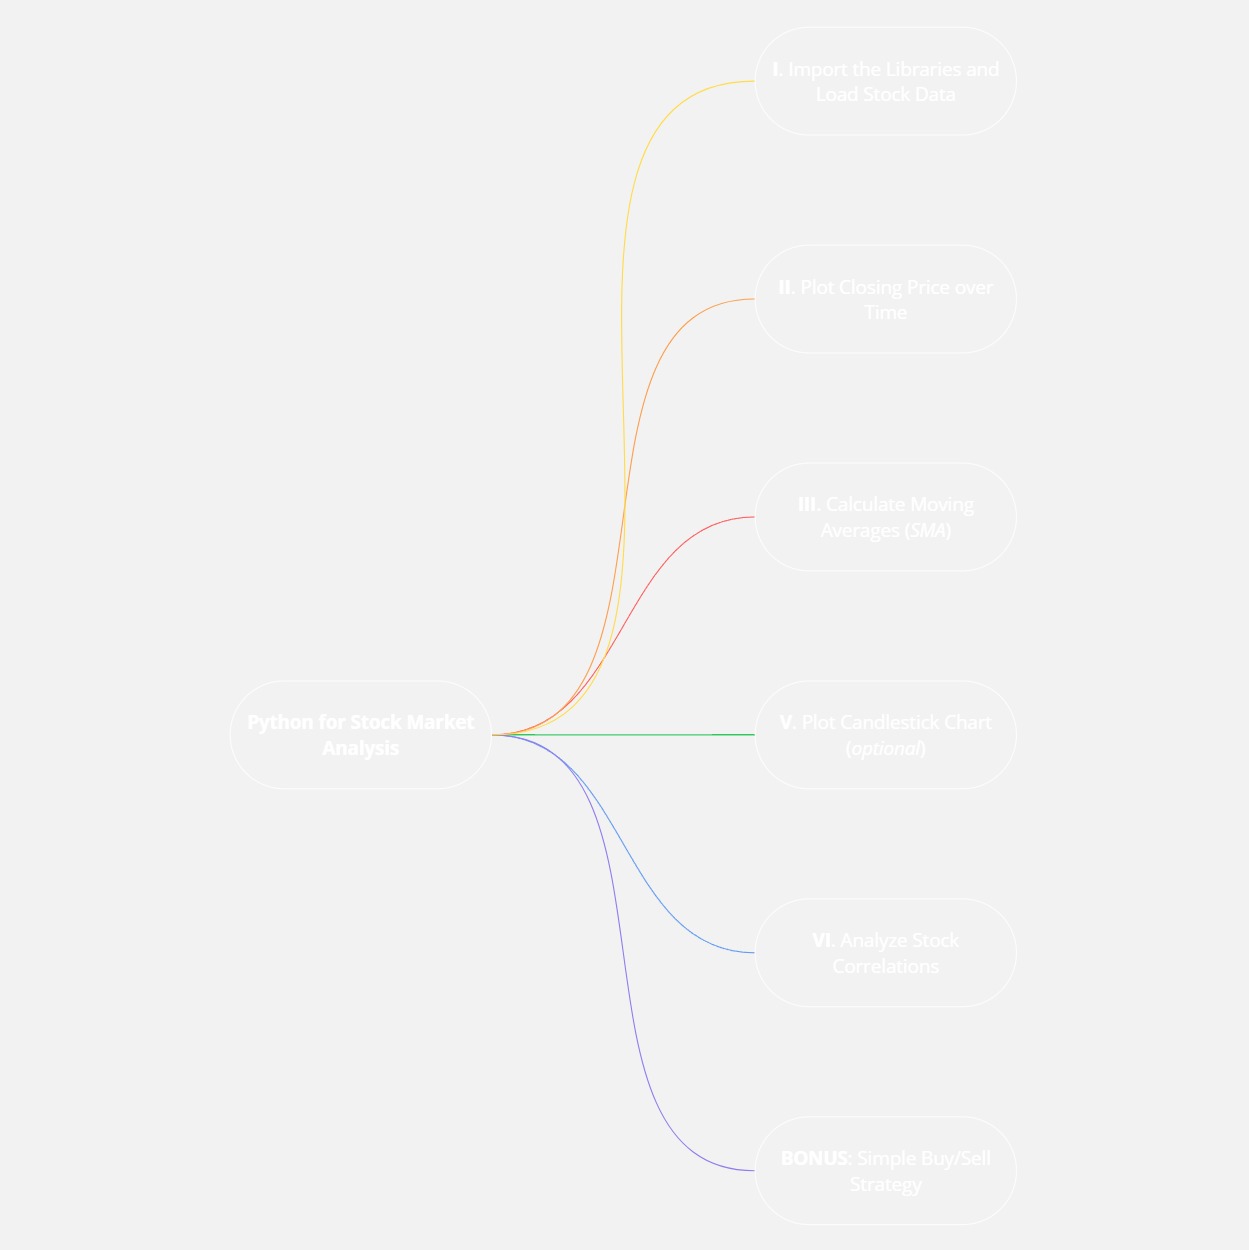 I. Import the Libraries and
Load Stock Data
II. Plot Closing Price over
Time
III. Calculate Moving
Averages (SMA)
Python for Stock Market
Analysis
V. Plot Candlestick Chart
(optional)
VI. Analyze Stock
Correlations
BONUS: Simple Buy/Sell
Strategy